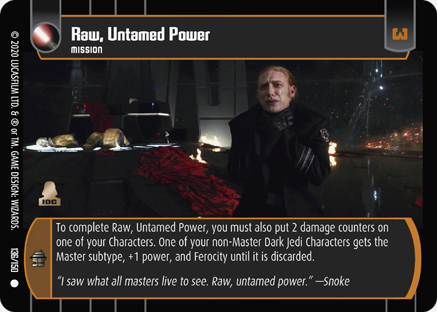 Raw, Untamed Power
MISSION
3
IDC
To complete Raw, Untamed Power, you must also put 2 damage counters on
one of your Characters. One of your non-Master Dark Jedi Characters gets the
Master subtype, +1 power, and Ferocity until it is discarded.
“I saw what all masters live to see. Raw, untamed power.” —Snoke
© 2020 LUCASFILM LTD. & ® or TM. GAME DESIGN: WIZARDS.